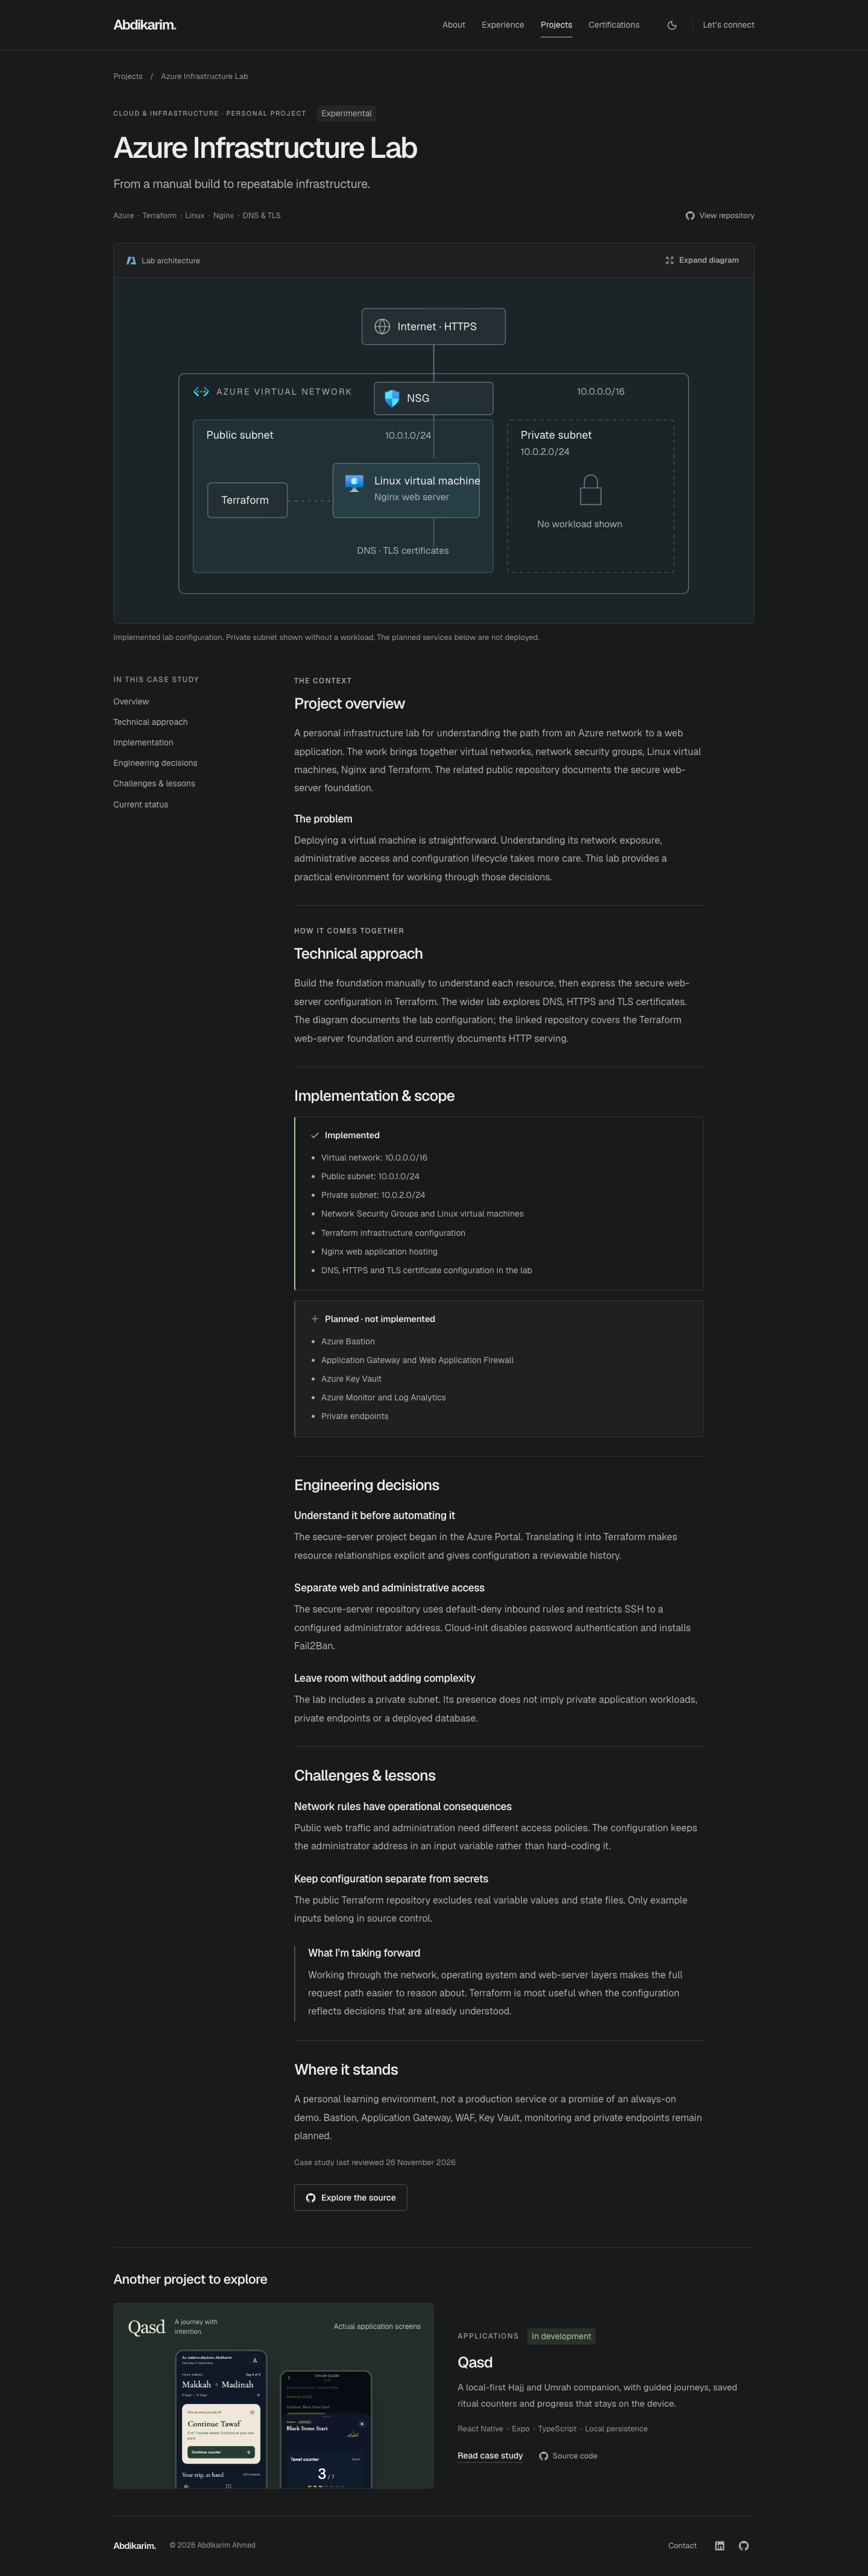 Abdikarim.
About
Experience
Projects
Certifications
Let's connect
Projects / Azure Infrastructure Lab
CLOUD & INFRASTRUCTURE · PERSONAL PROJECT
Experimental
Azure Infrastructure Lab
From a manual build to repeatable infrastructure.
Azure · Terraform · Linux · Nginx · DNS & TLS
View repository
Lab architecture
Expand diagram
Internet · HTTPS
AZURE VIRTUAL NETWORK
NSG
10.0.0.0/16
Public subnet
10.0.1.0/24
Private subnet
10.0.2.0/24
Linux virtual machine
Nginx web server
Terraform
No workload shown
DNS · TLS certificates
Implemented lab configuration. Private subnet shown without a workload. The planned services below are not deployed.
IN THIS CASE STUDY
Overview
Technical approach
Implementation
Engineering decisions
Challenges & lessons
Current status
THE CONTEXT
Project overview
A personal infrastructure lab for understanding the path from an Azure network to a web
application. The work brings together virtual networks, network security groups, Linux virtual
machines, Nginx and Terraform. The related public repository documents the secure web-
server foundation.
The problem
Deploying a virtual machine is straightforward. Understanding its network exposure,
administrative access and configuration lifecycle takes more care. This lab provides a
practical environment for working through those decisions.
HOW IT COMES TOGETHER
Technical approach
Build the foundation manually to understand each resource, then express the secure web-
server configuration in Terraform. The wider lab explores DNS, HTTPS and TLS certificates.
The diagram documents the lab configuration; the linked repository covers the Terraform
web-server foundation and currently documents HTTP serving.
Implementation & scope
Implemented
Virtual network: 10.0.0.0/16
Public subnet: 10.0.1.0/24
Private subnet: 10.0.2.0/24
Network Security Groups and Linux virtual machines
Terraform infrastructure configuration
Nginx web application hosting
DNS, HTTPS and TLS certificate configuration in the lab
Planned · not implemented
Azure Bastion
Application Gateway and Web Application Firewall
Azure Key Vault
Azure Monitor and Log Analytics
Private endpoints
Engineering decisions
Understand it before automating it
The secure-server project began in the Azure Portal. Translating it into Terraform makes
resource relationships explicit and gives configuration a reviewable history.
Separate web and administrative access
The secure-server repository uses default-deny inbound rules and restricts SSH to a
configured administrator address. Cloud-init disables password authentication and installs
Fail2Ban.
Leave room without adding complexity
The lab includes a private subnet. Its presence does not imply private application workloads,
private endpoints or a deployed database.
Challenges & lessons
Network rules have operational consequences
Public web traffic and administration need different access policies. The configuration keeps
the administrator address in an input variable rather than hard-coding it.
Keep configuration separate from secrets
The public Terraform repository excludes real variable values and state files. Only example
inputs belong in source control.
What I'm taking forward
Working through the network, operating system and web-server layers makes the full
request path easier to reason about. Terraform is most useful when the configuration
reflects decisions that are already understood.
Where it stands
A personal learning environment, not a production service or a promise of an always-on
demo. Bastion, Application Gateway, WAF, Key Vault, monitoring and private endpoints remain
planned.
Case study last reviewed 26 November 2026
Explore the source
Another project to explore
Qasd
A journey with
intention.
Actual application screens
Makkah → Madinah
Continue Tawaf
Continue counter
Your trip, at hand
Umrah Guide
Black Stone Start
Tawaf counter
3 / 7
APPLICATIONS
In development
Qasd
A local-first Hajj and Umrah companion, with guided journeys, saved
ritual counters and progress that stays on the device.
React Native · Expo · TypeScript · Local persistence
Read case study
Source code
Abdikarim.
© 2026 Abdikarim Ahmed
Contact